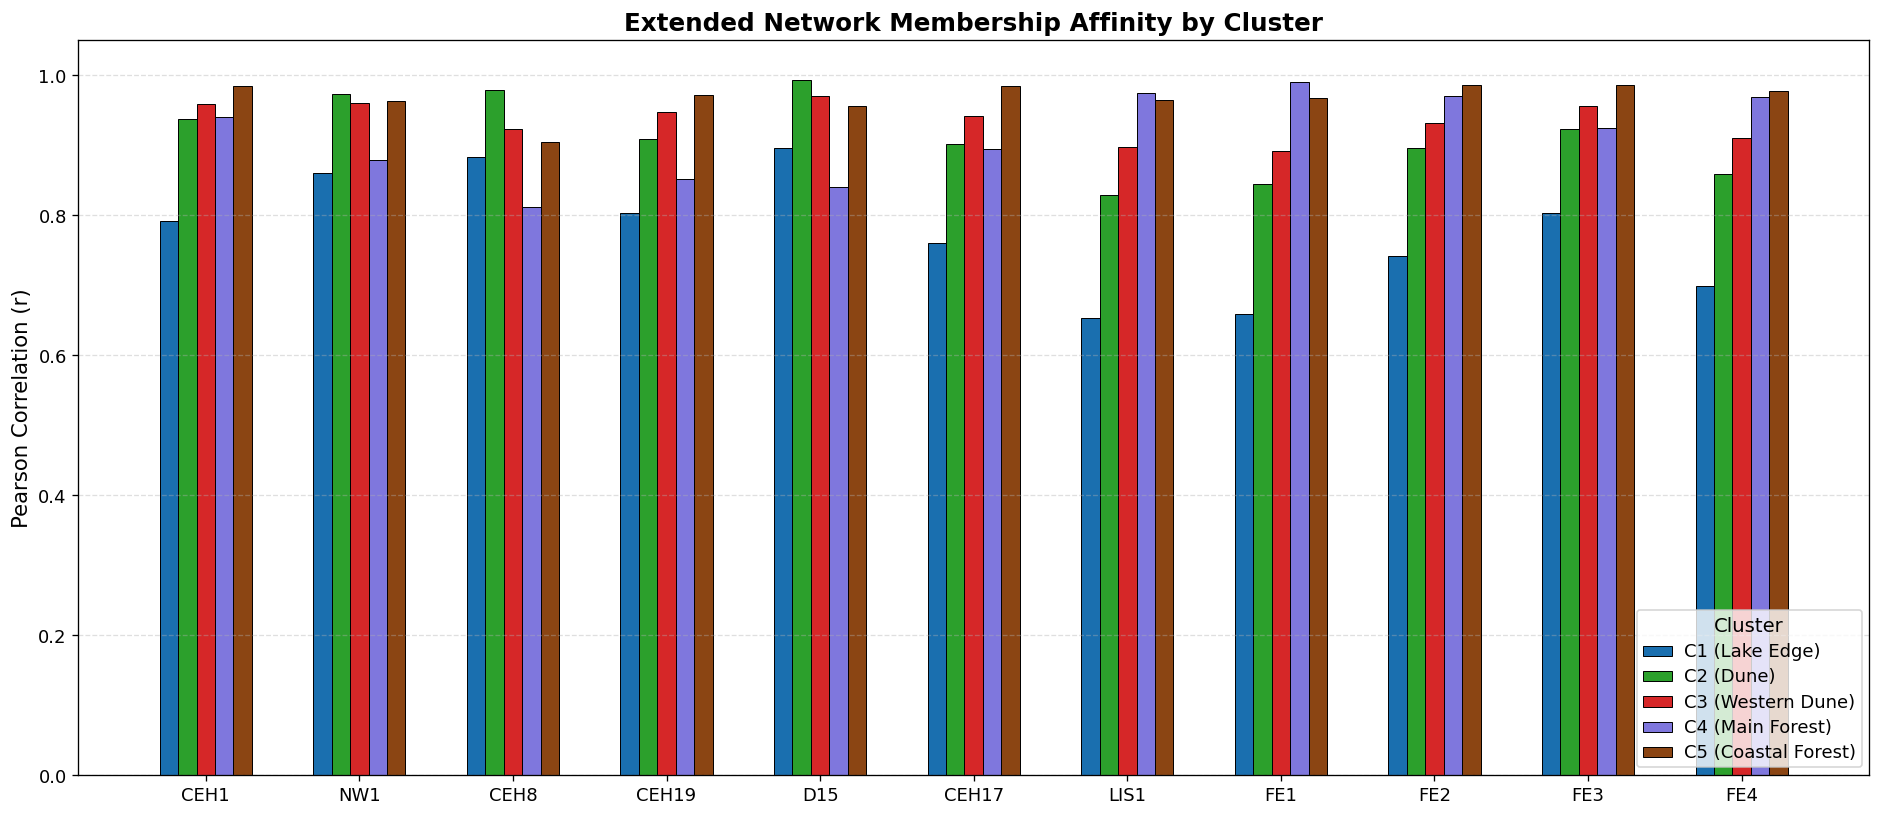 Extended Network Membership Affinity by Cluster
Pearson Correlation (r)
1.0
0.8
0.6
0.4
0.2
0.0
CEH1 NW1 CEH8 CEH19 D15 CEH17 LIS1 FE1 FE2 FE3 FE4
Cluster
C1 (Lake Edge)
C2 (Dune)
C3 (Western Dune)
C4 (Main Forest)
C5 (Coastal Forest)